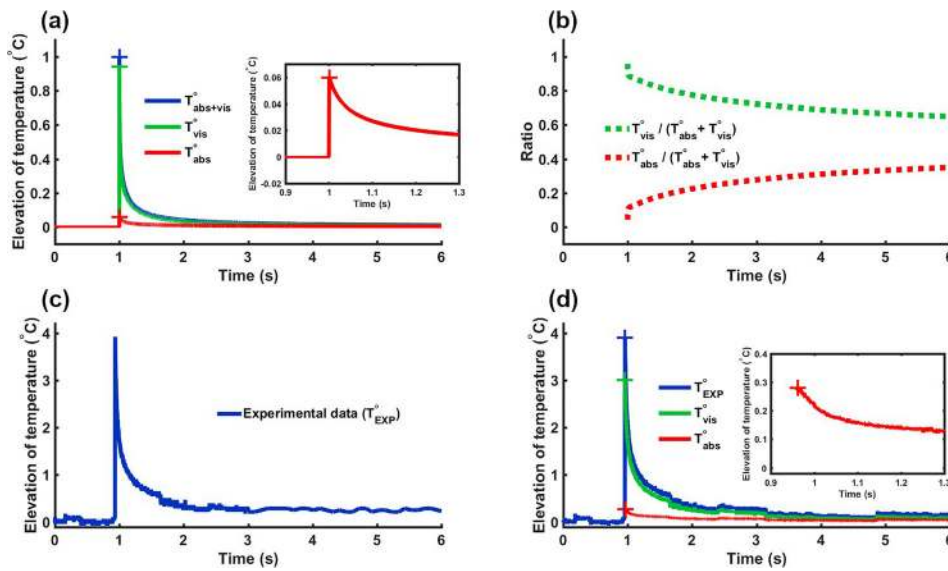 (a)
Elevation of temperature (°C)
1
0.8
0.6
0.4
0.2
0
T°abs+vis
T°vis
T°abs
Elevation of temperature (°C)
0.06
0.04
0.02
0
-0.02
0.9 1 1.1 1.2 1.3
Time (s)
0 1 2 3 4 5 6
Time (s)
(b)
Ratio
1
0.8
0.6
0.4
0.2
0
T°vis / (T°abs + T°vis)
T°abs / (T°abs + T°vis)
0 1 2 3 4 5 6
Time (s)
(c)
Elevation of temperature (°C)
4
3
2
1
0
Experimental data (T°EXP)
0 1 2 3 4 5 6
Time (s)
(d)
Elevation of temperature (°C)
4
3
2
1
0
T°EXP
T°vis
T°abs
Elevation of temperature (°C)
0.4
0.3
0.2
0.1
0
0.9 1 1.1 1.2 1.3
Time (s)
0 1 2 3 4 5 6
Time (s)